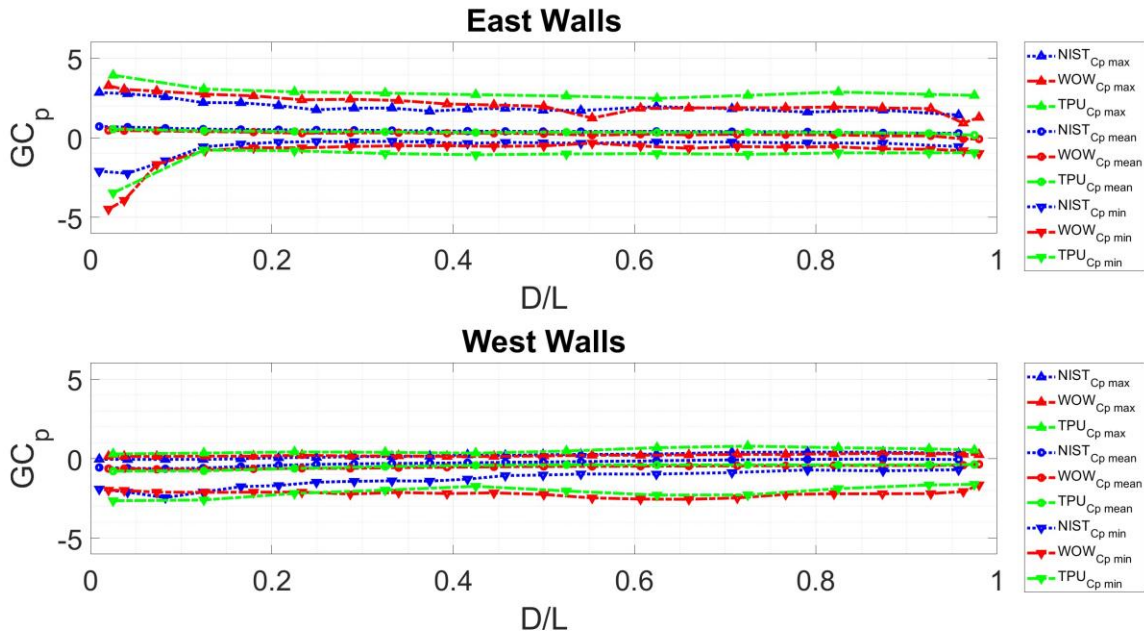 East Walls
5
0
-5
GCp
0
0.2
0.4
0.6
0.8
1
D/L
NISTCp max
WOWCp max
TPUCp max
NISTCp mean
WOWCp mean
TPUCp mean
NISTCp min
WOWCp min
TPUCp min
West Walls
5
0
-5
GCp
0
0.2
0.4
0.6
0.8
1
D/L
NISTCp max
WOWCp max
TPUCp max
NISTCp mean
WOWCp mean
TPUCp mean
NISTCp min
WOWCp min
TPUCp min